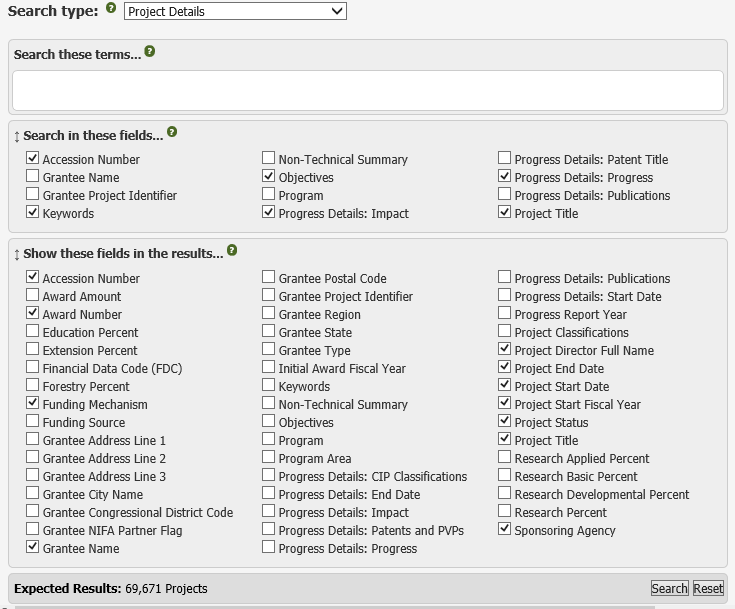 Search type: ? Project Details
Search these terms... ?
Search in these fields... ?
Accession Number Non-Technical Summary Progress Details: Patent Title
Grantee Name Objectives Progress Details: Progress
Grantee Project Identifier Program Progress Details: Publications
Keywords Progress Details: Impact Project Title
Show these fields in the results... ?
Accession Number Grantee Postal Code Progress Details: Publications
Award Amount Grantee Project Identifier Progress Details: Start Date
Award Number Grantee Region Progress Report Year
Education Percent Grantee State Project Classifications
Extension Percent Grantee Type Project Director Full Name
Financial Data Code (FDC) Initial Award Fiscal Year Project End Date
Forestry Percent Keywords Project Start Date
Funding Mechanism Non-Technical Summary Project Start Fiscal Year
Funding Source Objectives Project Status
Grantee Address Line 1 Program Project Title
Grantee Address Line 2 Program Area Research Applied Percent
Grantee Address Line 3 Progress Details: CIP Classifications Research Basic Percent
Grantee City Name Progress Details: End Date Research Developmental Percent
Grantee Congressional District Code Progress Details: Impact Research Percent
Grantee NIFA Partner Flag Progress Details: Patents and PVPs Sponsoring Agency
Grantee Name Progress Details: Progress
Expected Results: 69,671 Projects Search Reset